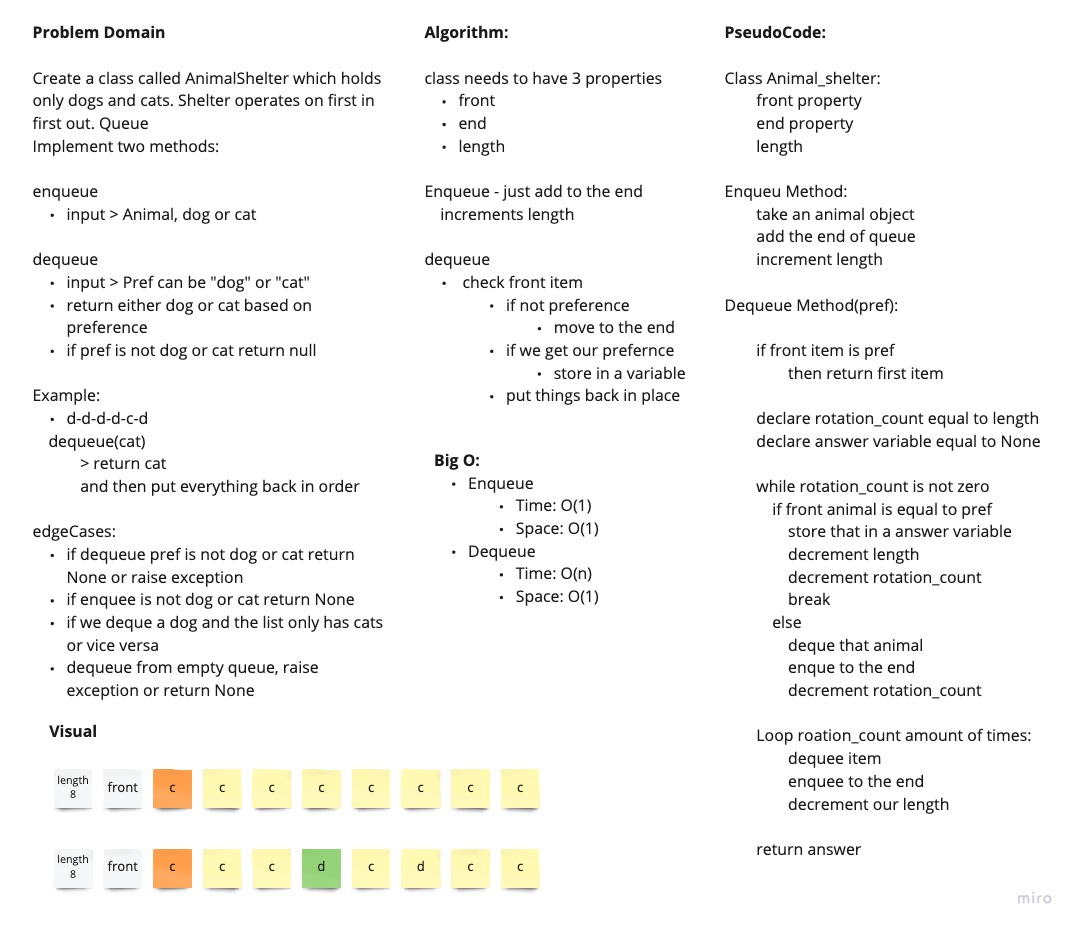 Problem Domain
Create a class called AnimalShelter which holds
only dogs and cats. Shelter operates on first in
first out. Queue
Implement two methods:
enqueue
• input > Animal, dog or cat
dequeue
• input > Pref can be "dog" or "cat"
• return either dog or cat based on
preference
• if pref is not dog or cat return null
Example:
• d-d-d-d-c-d
dequeue(cat)
> return cat
and then put everything back in order
edgeCases:
• if dequeue pref is not dog or cat return
None or raise exception
• if enquee is not dog or cat return None
• if we deque a dog and the list only has cats
or vice versa
• dequeue from empty queue, raise
exception or return None
Algorithm:
class needs to have 3 properties
• front
• end
• length
Enqueue - just add to the end
increments length
dequeue
• check front item
• if not preference
• move to the end
• if we get our prefernce
• store in a variable
• put things back in place
Big O:
• Enqueue
• Time: O(1)
• Space: O(1)
• Dequeue
• Time: O(n)
• Space: O(1)
PseudoCode:
Class Animal_shelter:
front property
end property
length
Enqueu Method:
take an animal object
add the end of queue
increment length
Dequeue Method(pref):
if front item is pref
then return first item
declare rotation_count equal to length
declare answer variable equal to None
while rotation_count is not zero
if front animal is equal to pref
store that in a answer variable
decrement length
decrement rotation_count
break
else
deque that animal
enque to the end
decrement rotation_count
Loop roation_count amount of times:
dequee item
enquee to the end
decrement our length
return answer
Visual
length
8
front c c c c c c c c
length
8
front c c c d c d c c
miro